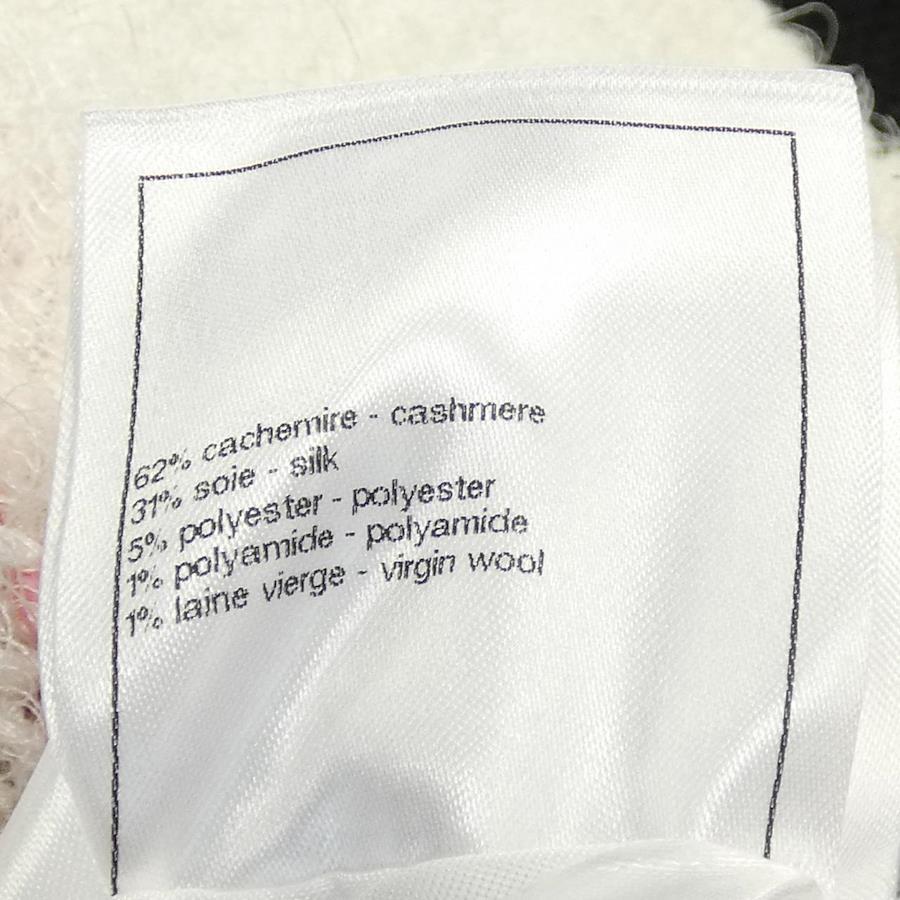 62% cachemire - cashmere
31% soie - silk
5% polyester - polyester
1% polyamide - polyamide
1% laine vierge - virgin wool